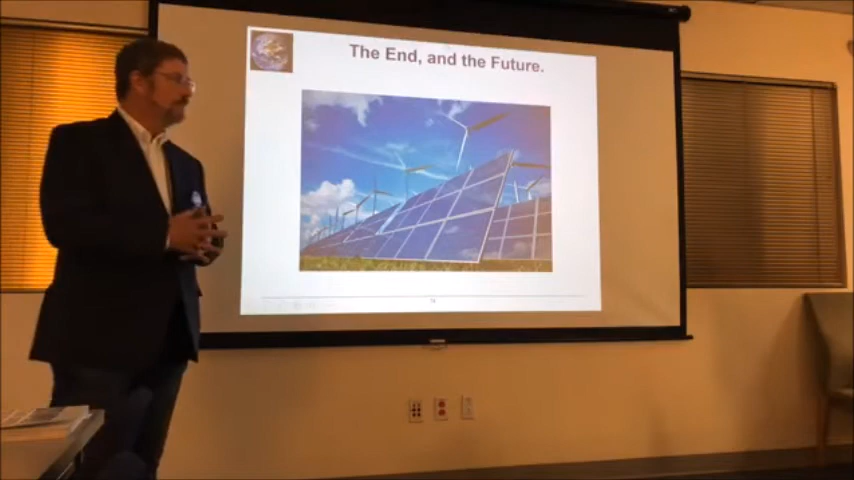 The End, and the Future.